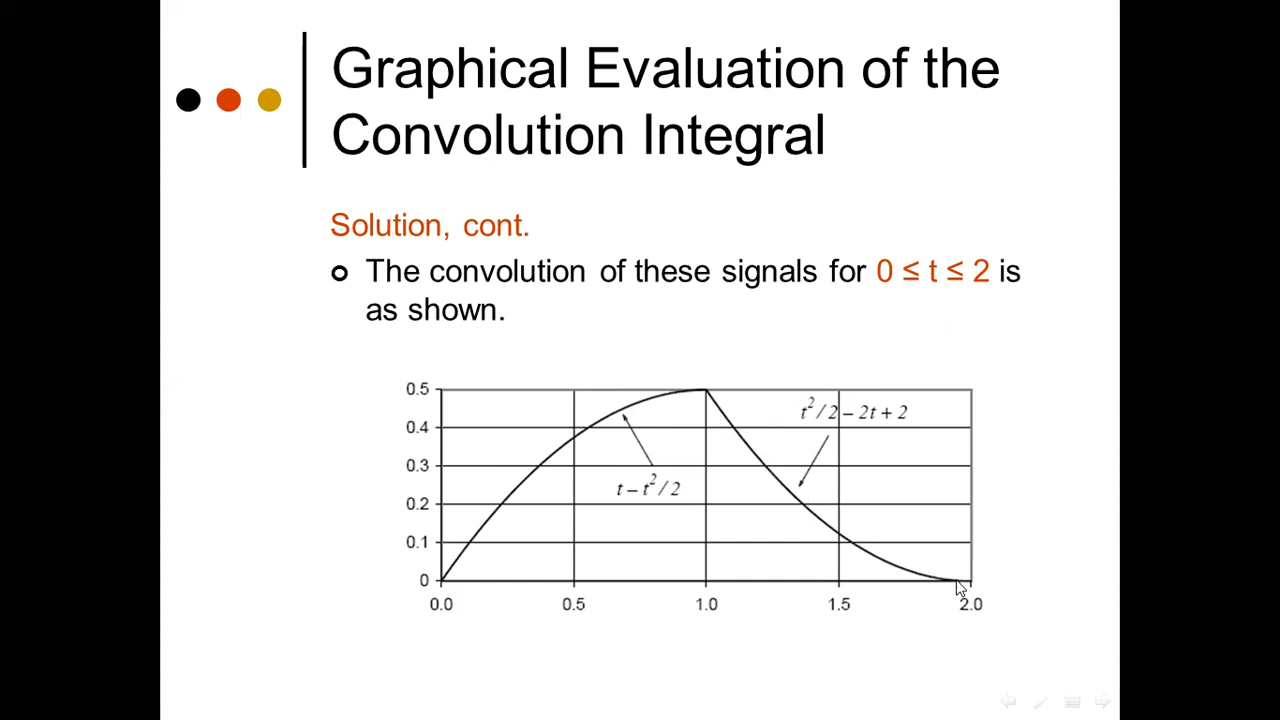 Graphical Evaluation of the
Convolution Integral
Solution, cont.
The convolution of these signals for 0 ≤ t ≤ 2 is
as shown.
0.5
0.4
0.3
0.2
0.1
0
t²/2 – 2t + 2
t – t²/2
0.0 0.5 1.0 1.5 2.0